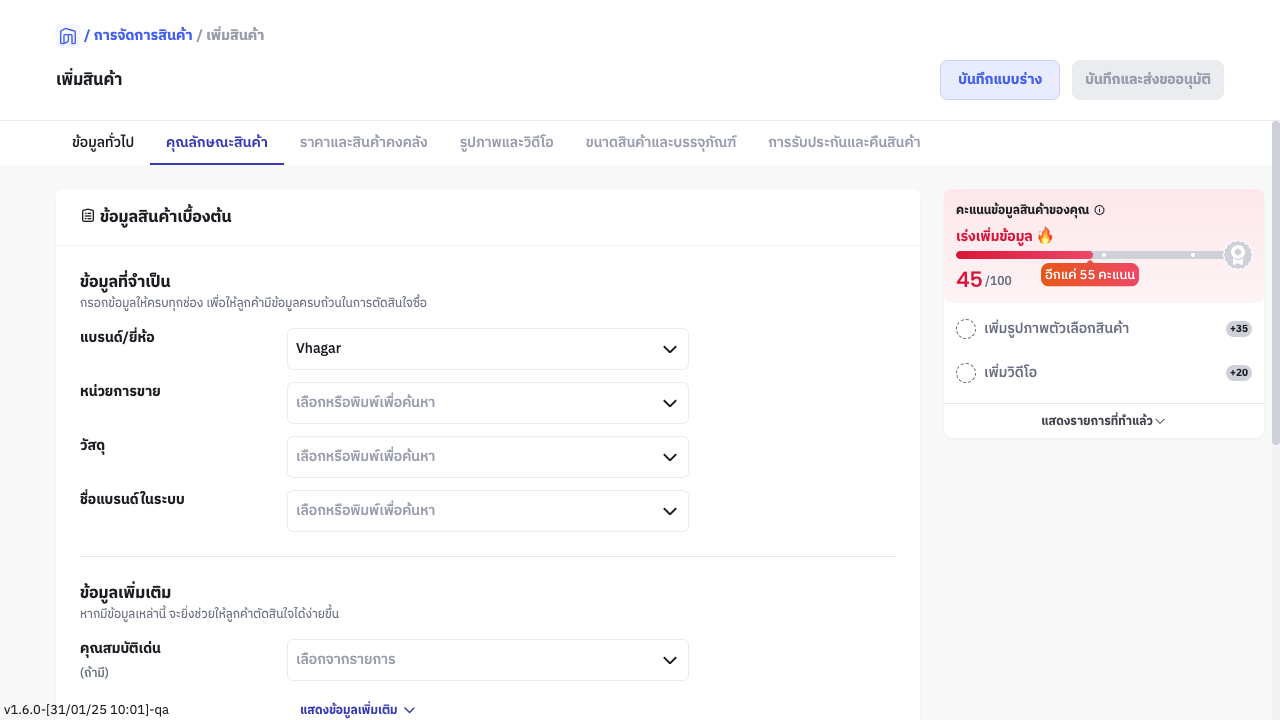 / การจัดการสินค้า / เพิ่มสินค้า
เพิ่มสินค้า
บันทึกแบบร่าง
บันทึกและส่งขออนุมัติ
ข้อมูลทั่วไป
คุณลักษณะสินค้า
ราคาและสินค้าคงคลัง
รูปภาพและวิดีโอ
ขนาดสินค้าและบรรจุภัณฑ์
การรับประกันและคืนสินค้า
ข้อมูลสินค้าเบื้องต้น
ข้อมูลที่จำเป็น
กรอกข้อมูลให้ครบทุกช่อง เพื่อให้ลูกค้ามีข้อมูลครบถ้วนในการตัดสินใจซื้อ
แบรนด์/ยี่ห้อ
Vhagar
หน่วยการขาย
เลือกหรือพิมพ์เพื่อค้นหา
วัสดุ
เลือกหรือพิมพ์เพื่อค้นหา
ชื่อแบรนด์ในระบบ
เลือกหรือพิมพ์เพื่อค้นหา
ข้อมูลเพิ่มเติม
หากมีข้อมูลเหล่านี้ จะยิ่งช่วยให้ลูกค้าตัดสินใจได้ง่ายขึ้น
คุณสมบัติเด่น
(ถ้ามี)
เลือกจากรายการ
แสดงข้อมูลเพิ่มเติม
v1.6.0-[31/01/25 10:01]-qa
คะแนนข้อมูลสินค้าของคุณ
เร่งเพิ่มข้อมูล 🔥
45/100
อีกแค่ 55 คะแนน
เพิ่มรูปภาพตัวเลือกสินค้า
+35
เพิ่มวิดีโอ
+20
แสดงรายการที่ทำแล้ว